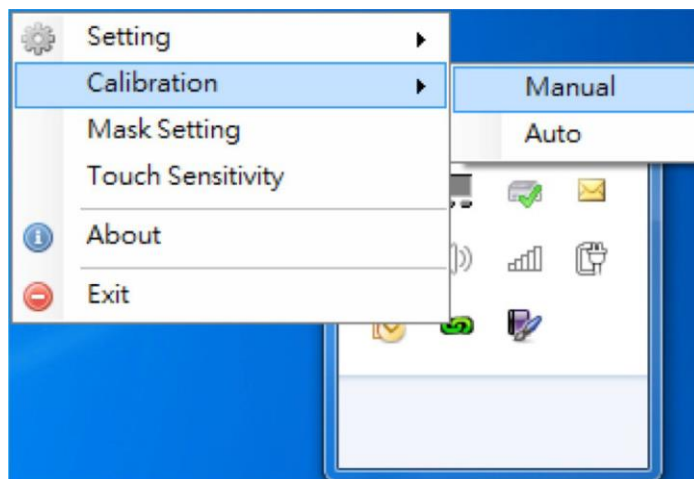 Setting
Calibration
Manual
Mask Setting
Auto
Touch Sensitivity
About
Exit